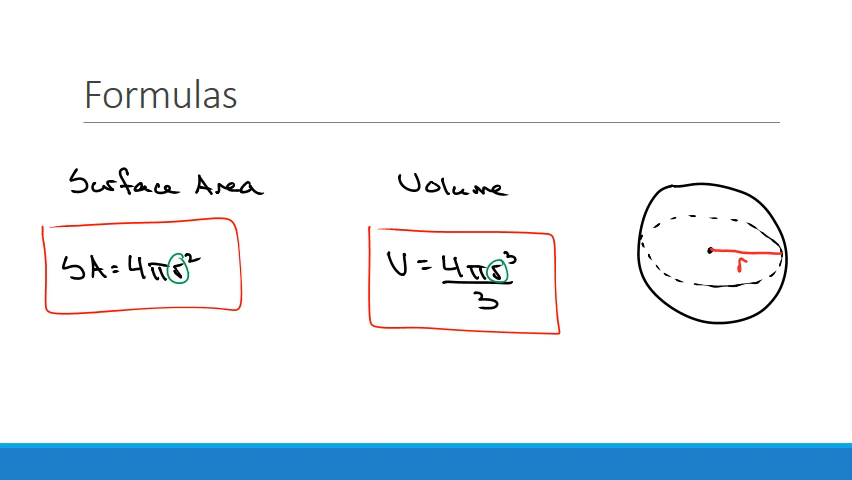 Formulas
Surface Area
SA = 4πr²
Volume
V = 4πr³
3
r